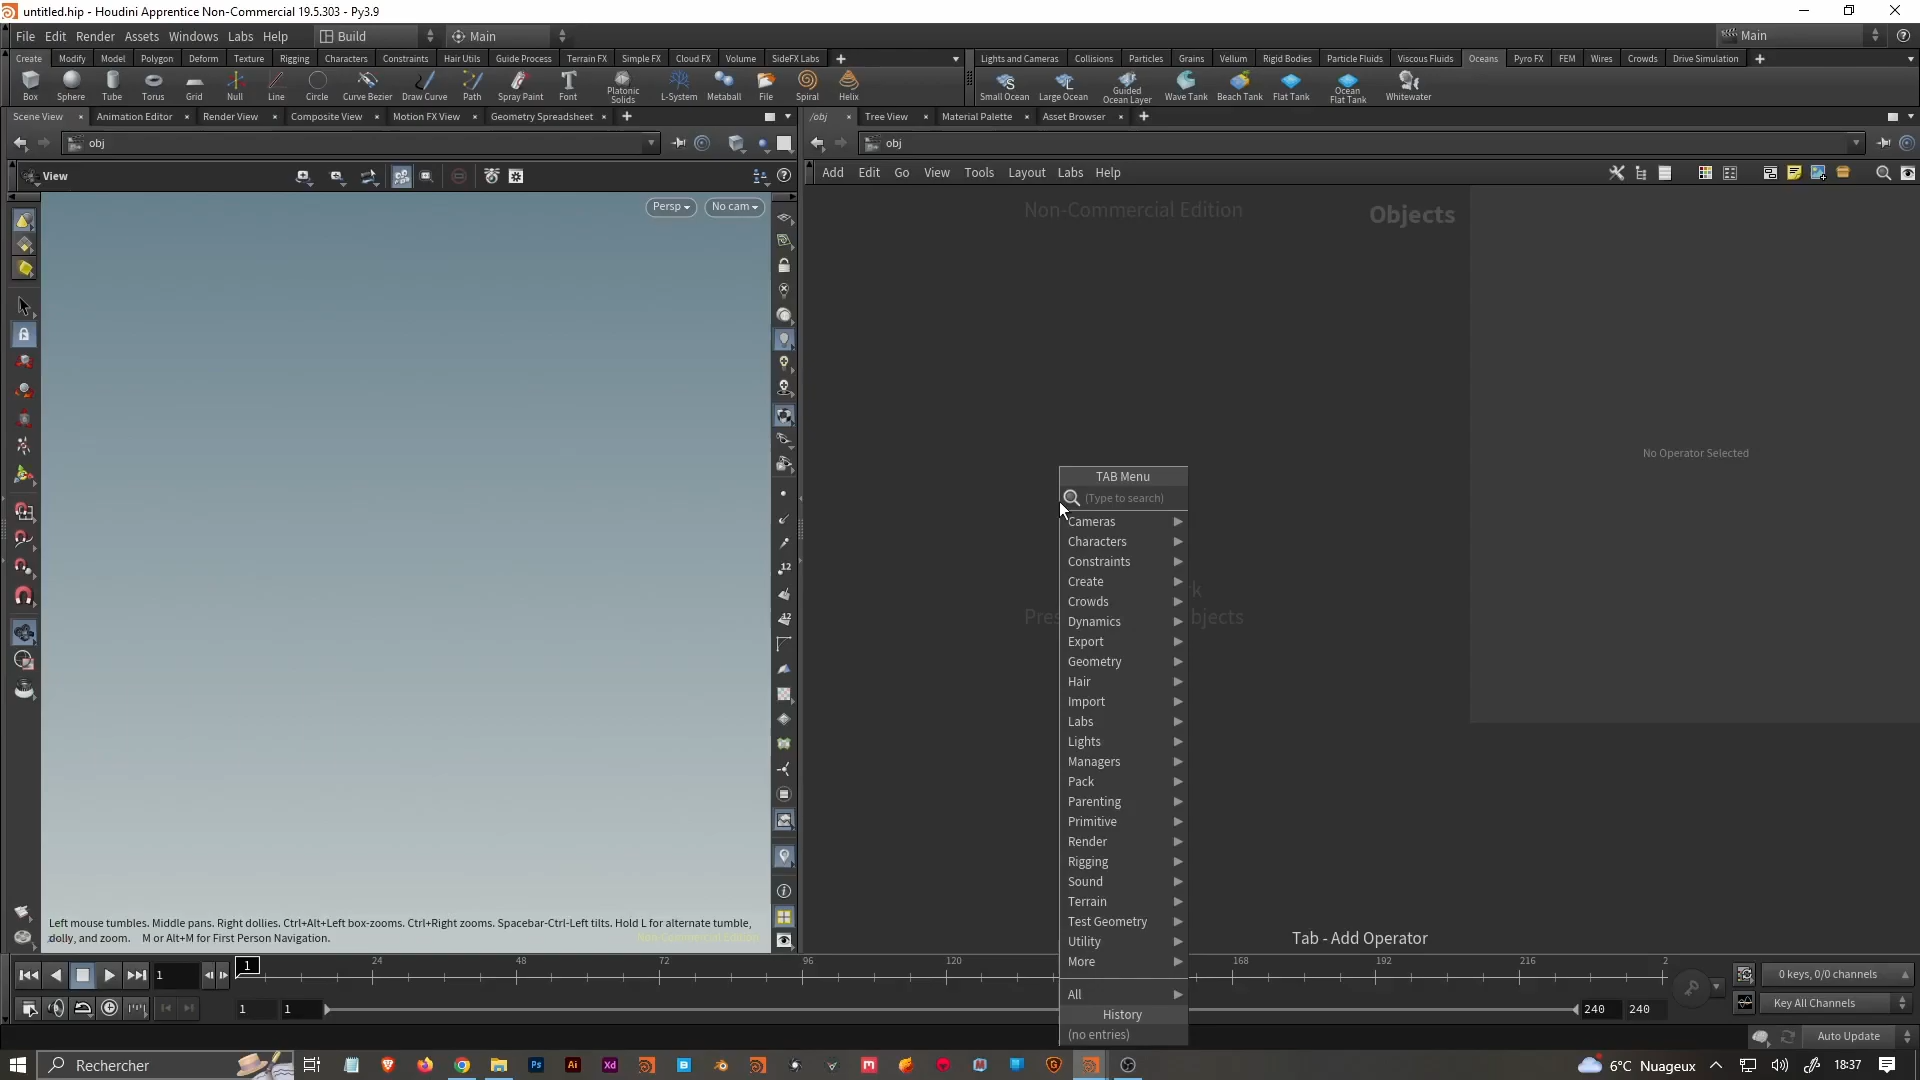 untitled.hip - Houdini Apprentice Non-Commercial 19.5.303 - Py3.9
File Edit Render Assets Windows Labs Help Build Main Main
Create Modify Model Polygon Deform Texture Rigging Characters Constraints Hair Utils Guide Process Terrain FX Simple FX Cloud FX Volume SideFX Labs
Lights and Cameras Collisions Particles Grains Vellum Rigid Bodies Particle Fluids Viscous Fluids Oceans Pyro FX FEM Wires Crowds Drive Simulation
Box Sphere Tube Torus Grid Null Line Circle Curve Bezier Draw Curve Path Spray Paint Font Platonic Solids L-System Metaball File Spiral Helix
Small Ocean Large Ocean Guided Ocean Layer Wave Tank Beach Tank Flat Tank Ocean Flat Tank Whitewater
Scene View Animation Editor Render View Composite View Motion FX View Geometry Spreadsheet
/obj Tree View Material Palette Asset Browser
obj
obj
View
Add Edit Go View Tools Layout Labs Help
Persp No cam
Non-Commercial Edition
Objects
No Operator Selected
TAB Menu
(Type to search)
Cameras
Characters
Constraints
Create
Crowds
Dynamics
Export
Geometry
Hair
Import
Labs
Lights
Managers
Pack
Parenting
Primitive
Render
Rigging
Sound
Terrain
Test Geometry
Utility
More
All
History
(no entries)
12
12
Left mouse tumbles. Middle pans. Right dollies. Ctrl+Alt+Left box-zooms. Ctrl+Right zooms. Spacebar-Ctrl-Left tilts. Hold L for alternate tumble,
dolly, and zoom. M or Alt+M for First Person Navigation.
Non-Commercial Edition
Tab - Add Operator
1 1 24 48 72 96 120 168 192 216 2
0 keys, 0/0 channels
1 1 240 240
Key All Channels
Auto Update
Rechercher
Ps Ai Xd B M G
6°C Nuageux 18:37